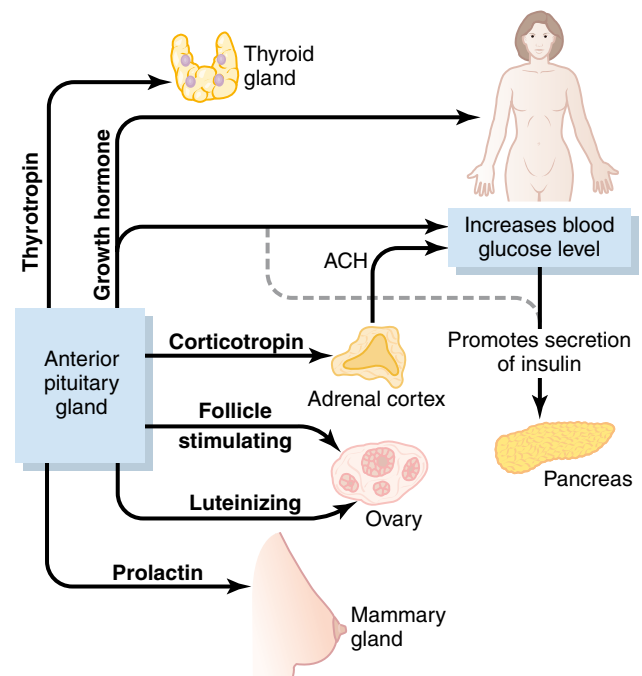 Thyroid
gland
Thyrotropin
Growth hormone
Increases blood
glucose level
ACH
Anterior
pituitary
gland
Corticotropin
Adrenal cortex
Promotes secretion
of insulin
Pancreas
Follicle
stimulating
Luteinizing
Ovary
Prolactin
Mammary
gland